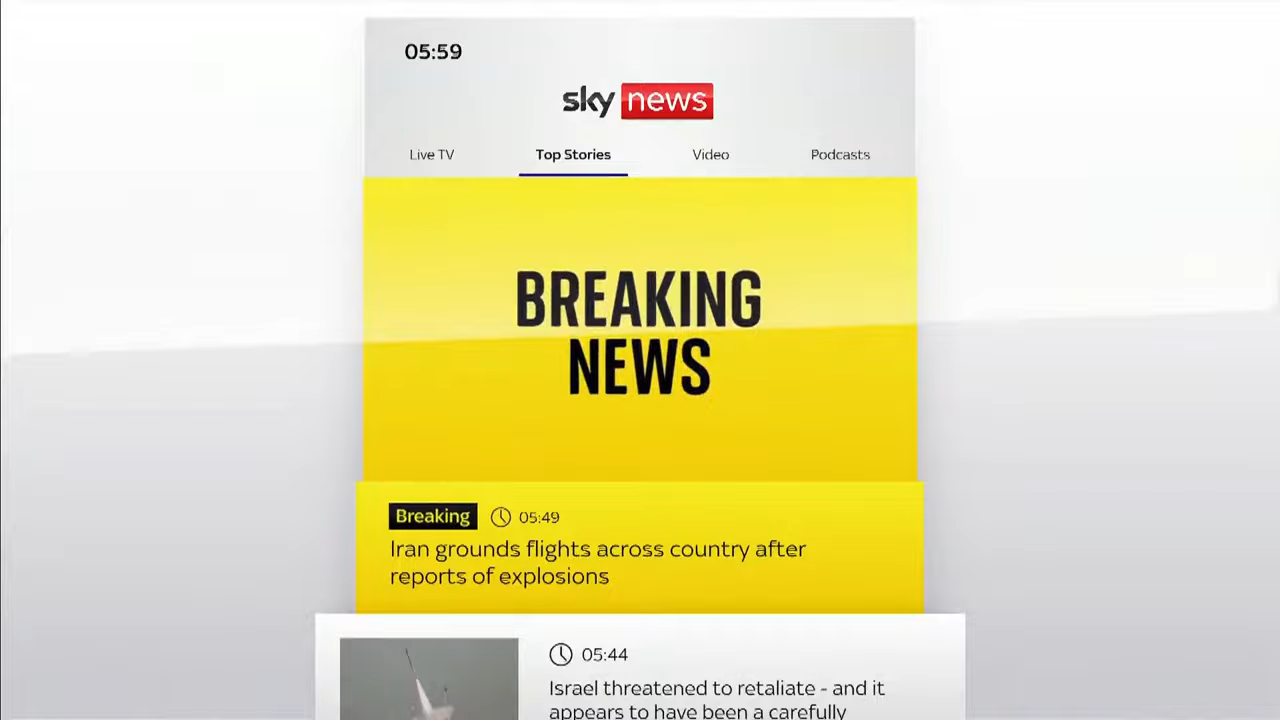 05:59
sky news
Live TV Top Stories Video Podcasts
BREAKING
NEWS
Breaking 05:49
Iran grounds flights across country after
reports of explosions
05:44
Israel threatened to retaliate - and it
appears to have been a carefully